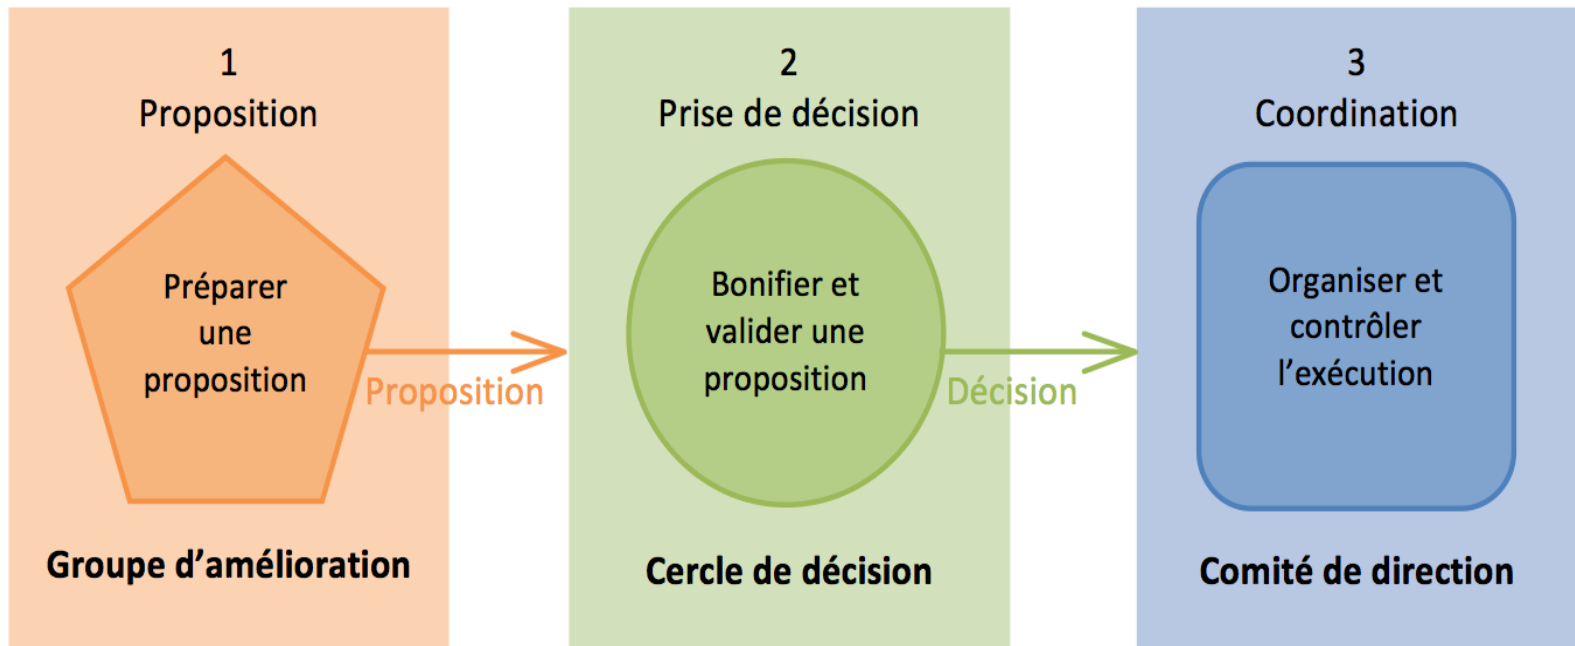 1
Proposition
Préparer
une
proposition
Groupe d’amélioration
Proposition
2
Prise de décision
Bonifier et
valider une
proposition
Cercle de décision
Décision
3
Coordination
Organiser et
contrôler
l’exécution
Comité de direction